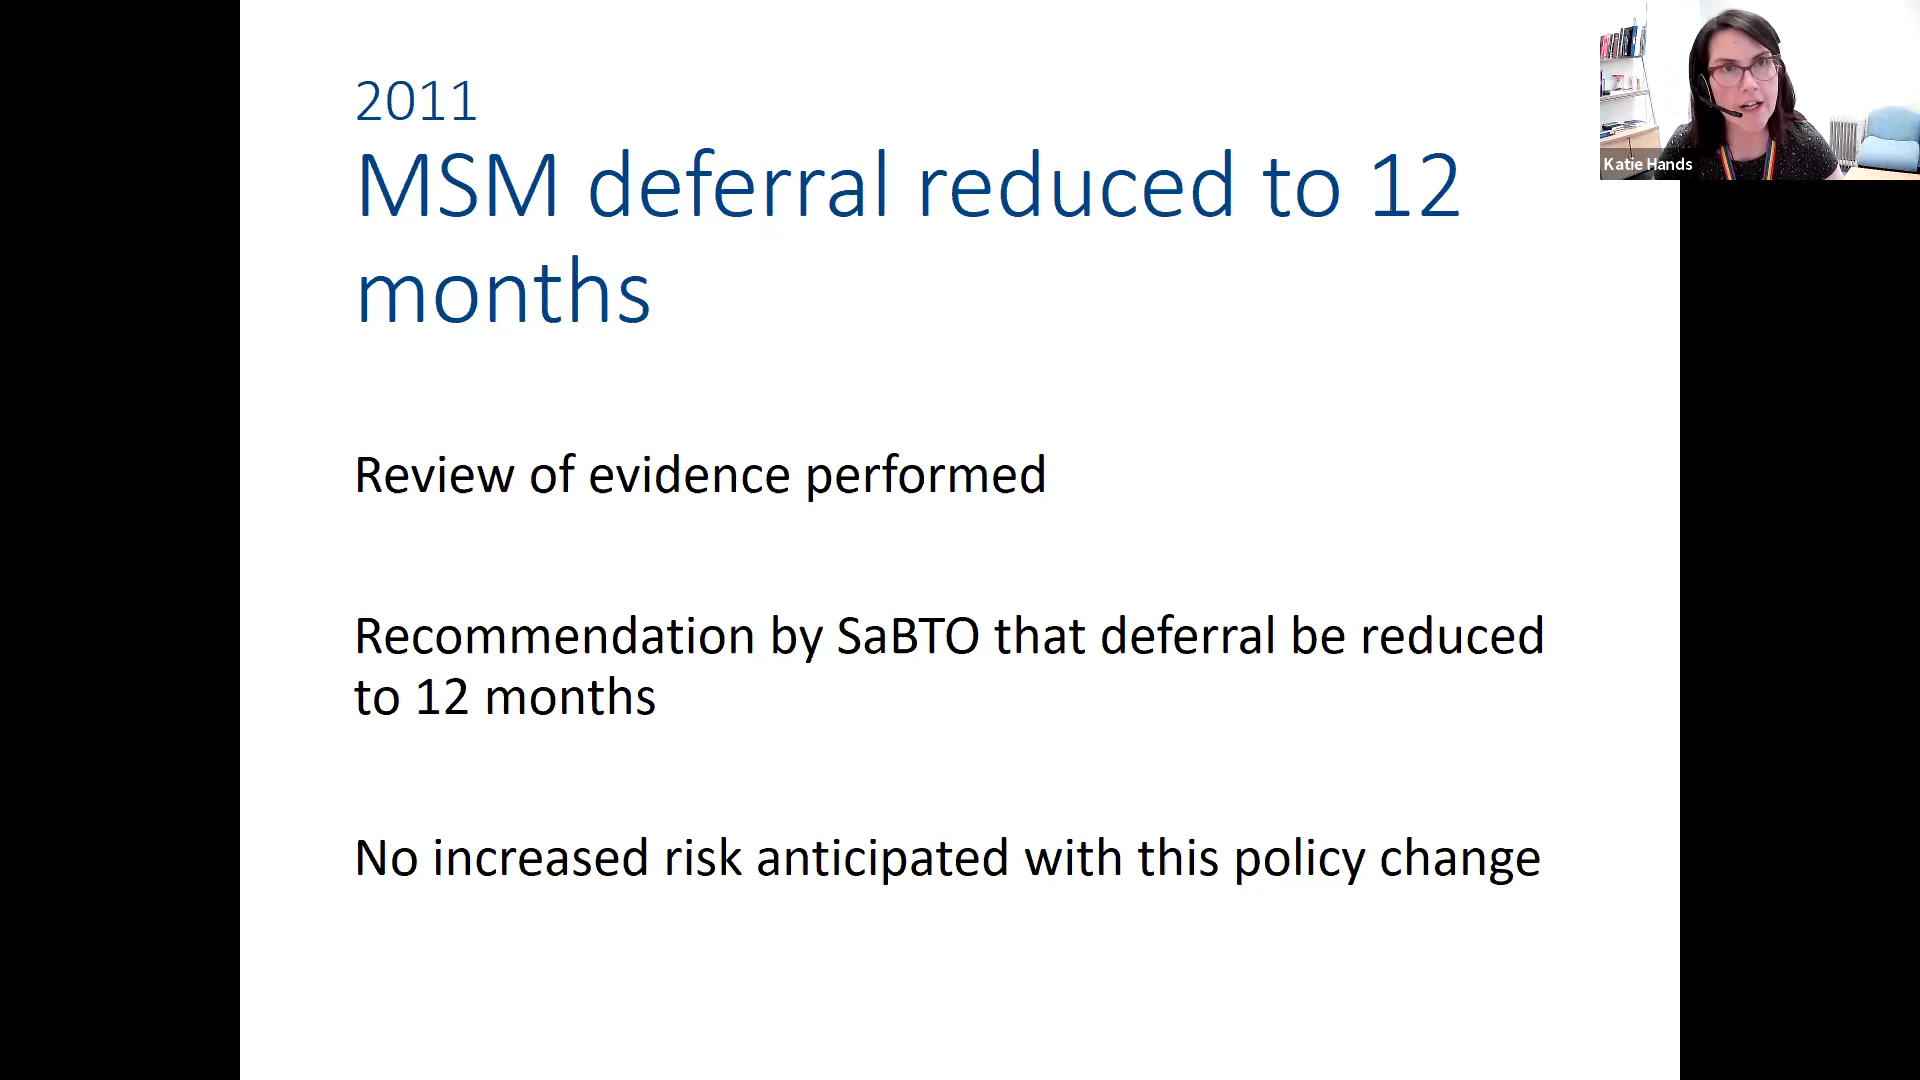 2011
MSM deferral reduced to 12
months
Review of evidence performed
Recommendation by SaBTO that deferral be reduced
to 12 months
No increased risk anticipated with this policy change
Katie Hands